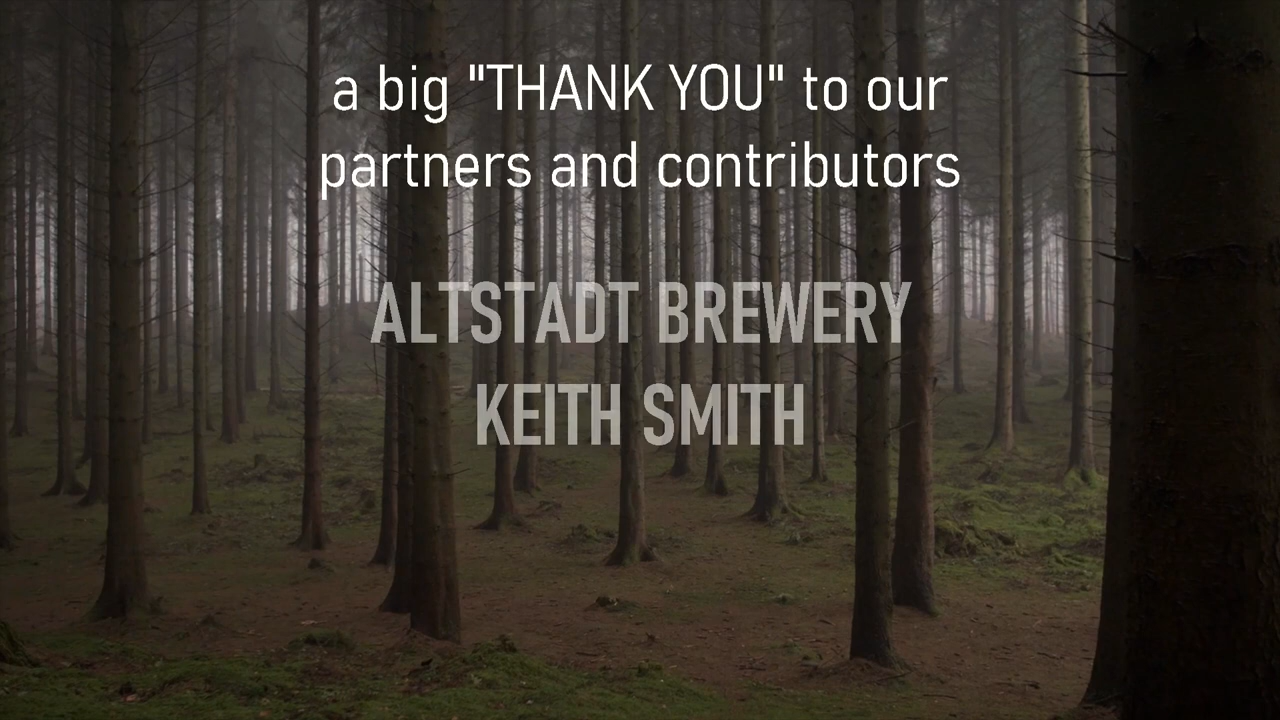 a big "THANK YOU" to our
partners and contributors
ALTSTADT BREWERY
KEITH SMITH